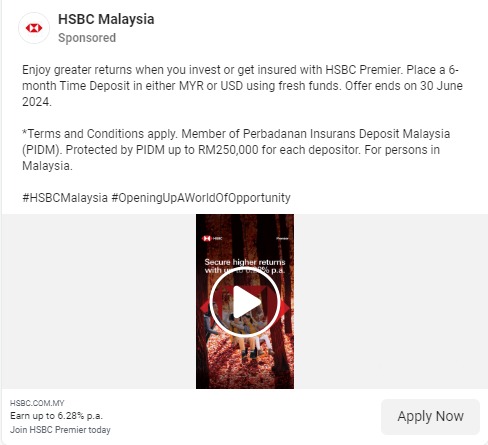 HSBC Malaysia
Sponsored
Enjoy greater returns when you invest or get insured with HSBC Premier. Place a 6-
month Time Deposit in either MYR or USD using fresh funds. Offer ends on 30 June
2024.
*Terms and Conditions apply. Member of Perbadanan Insurans Deposit Malaysia
(PIDM). Protected by PIDM up to RM250,000 for each depositor. For persons in
Malaysia.
#HSBCMalaysia #OpeningUpAWorldOfOpportunity
HSBC Premier
Secure higher returns
with up to 6.28% p.a.
HSBC.COM.MY
Earn up to 6.28% p.a.
Join HSBC Premier today
Apply Now